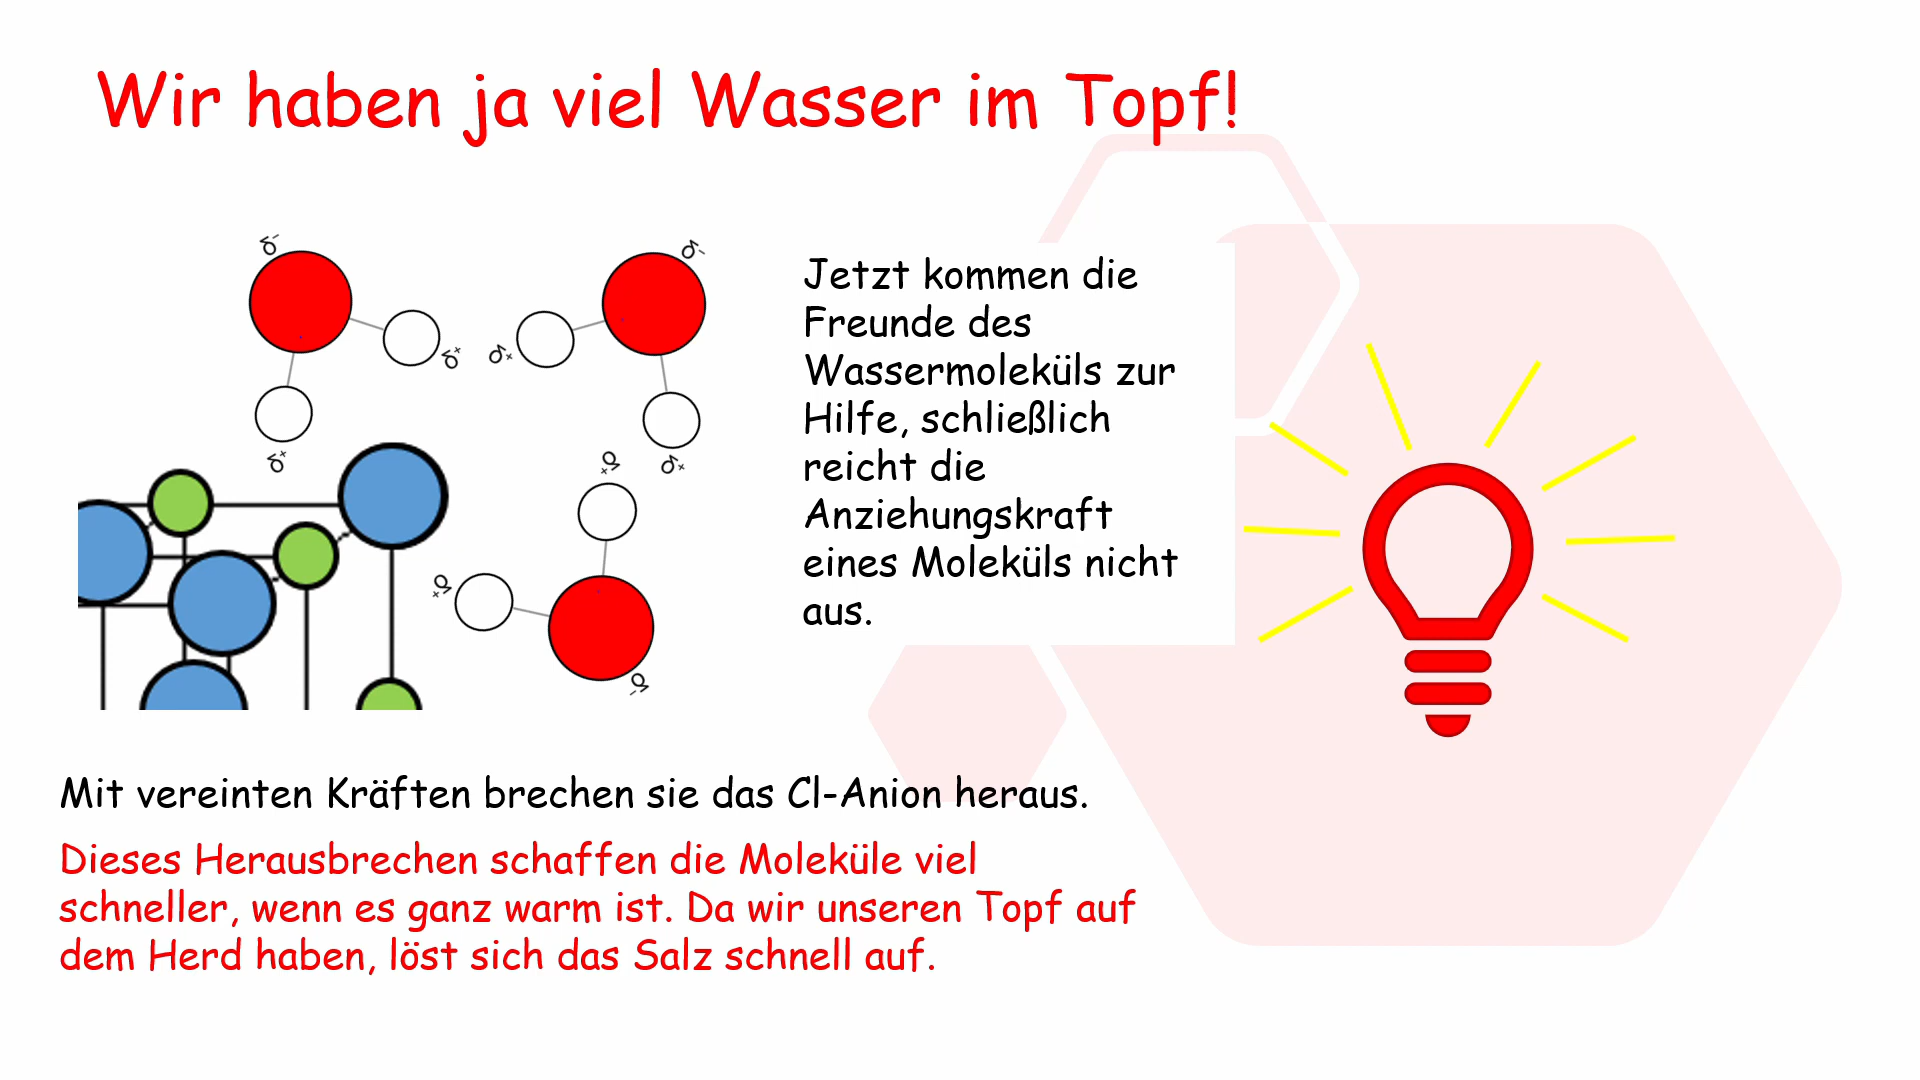 Wir haben ja viel Wasser im Topf!
δ⁻
δ⁺
δ⁺
δ⁻
δ⁺
δ⁺
δ⁺
δ⁺
δ⁻
Jetzt kommen die
Freunde des
Wassermoleküls zur
Hilfe, schließlich
reicht die
Anziehungskraft
eines Moleküls nicht
aus.
Mit vereinten Kräften brechen sie das Cl-Anion heraus.
Dieses Herausbrechen schaffen die Moleküle viel
schneller, wenn es ganz warm ist. Da wir unseren Topf auf
dem Herd haben, löst sich das Salz schnell auf.